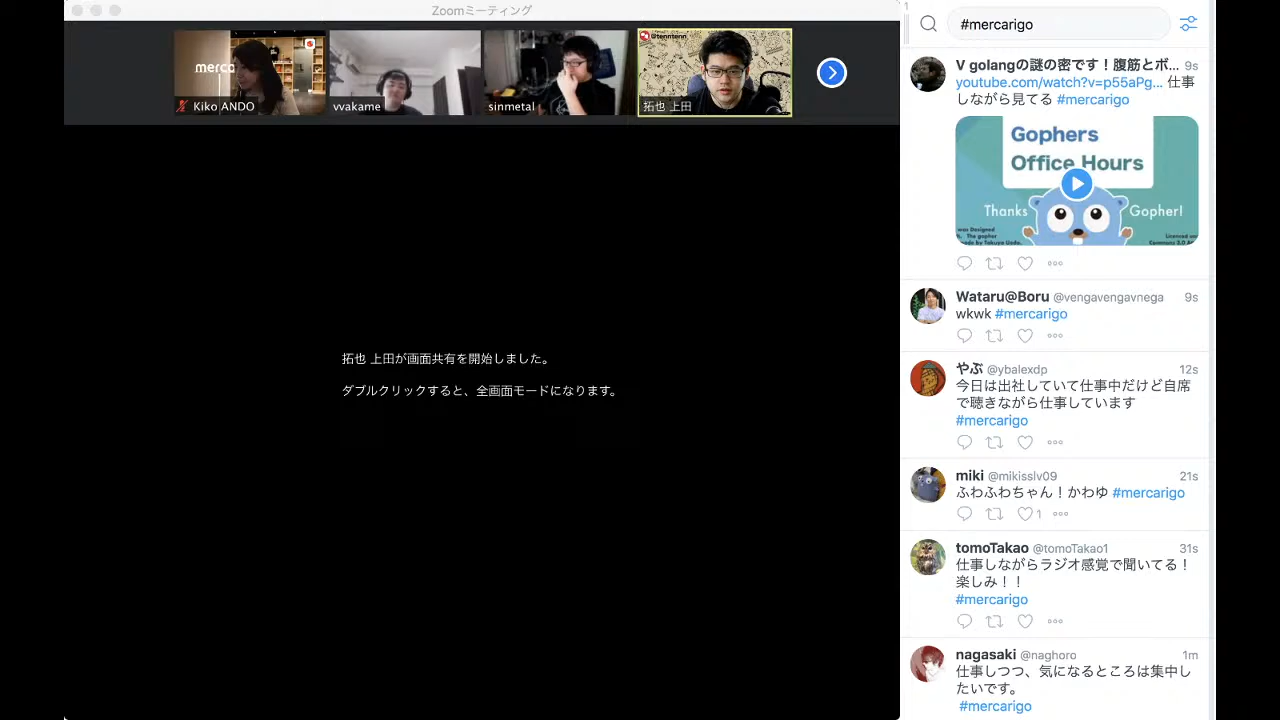 Zoomミーティング
merco
Kiko ANDO
vvakame
sinmetal
@tenntenn
拓也 上田
拓也 上田が画面共有を開始しました。
ダブルクリックすると、全画面モードになります。
1
#mercarigo
V golangの謎の密です！腹筋とボ... 9s
youtube.com/watch?v=p55aPg... 仕事
しながら見てる #mercarigo
Gophers
Office Hours
Thanks Gopher!
Wataru@Boru @vengavengavnega 9s
wkwk #mercarigo
やぶ @ybalexdp 12s
今日は出社していて仕事中だけど自席
で聴きながら仕事しています
#mercarigo
miki @mikisslv09 21s
ふわふわちゃん！かわゆ #mercarigo
1
tomoTakao @tomoTakao1 31s
仕事しながらラジオ感覚で聞いてる！
楽しみ！！
#mercarigo
nagasaki @naghoro 1m
仕事しつつ、気になるところは集中し
たいです。
#mercarigo